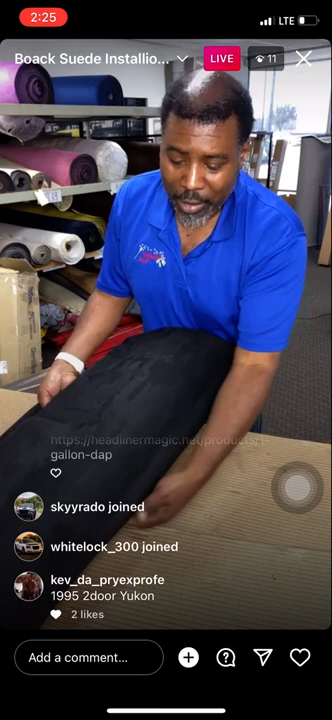 2:25
LTE
Boack Suede Installio...
LIVE
11
https://headlinermagic.net/products/1-
gallon-dap
skyyrado joined
whitelock_300 joined
kev_da_pryexprofe
1995 2door Yukon
2 likes
Add a comment...